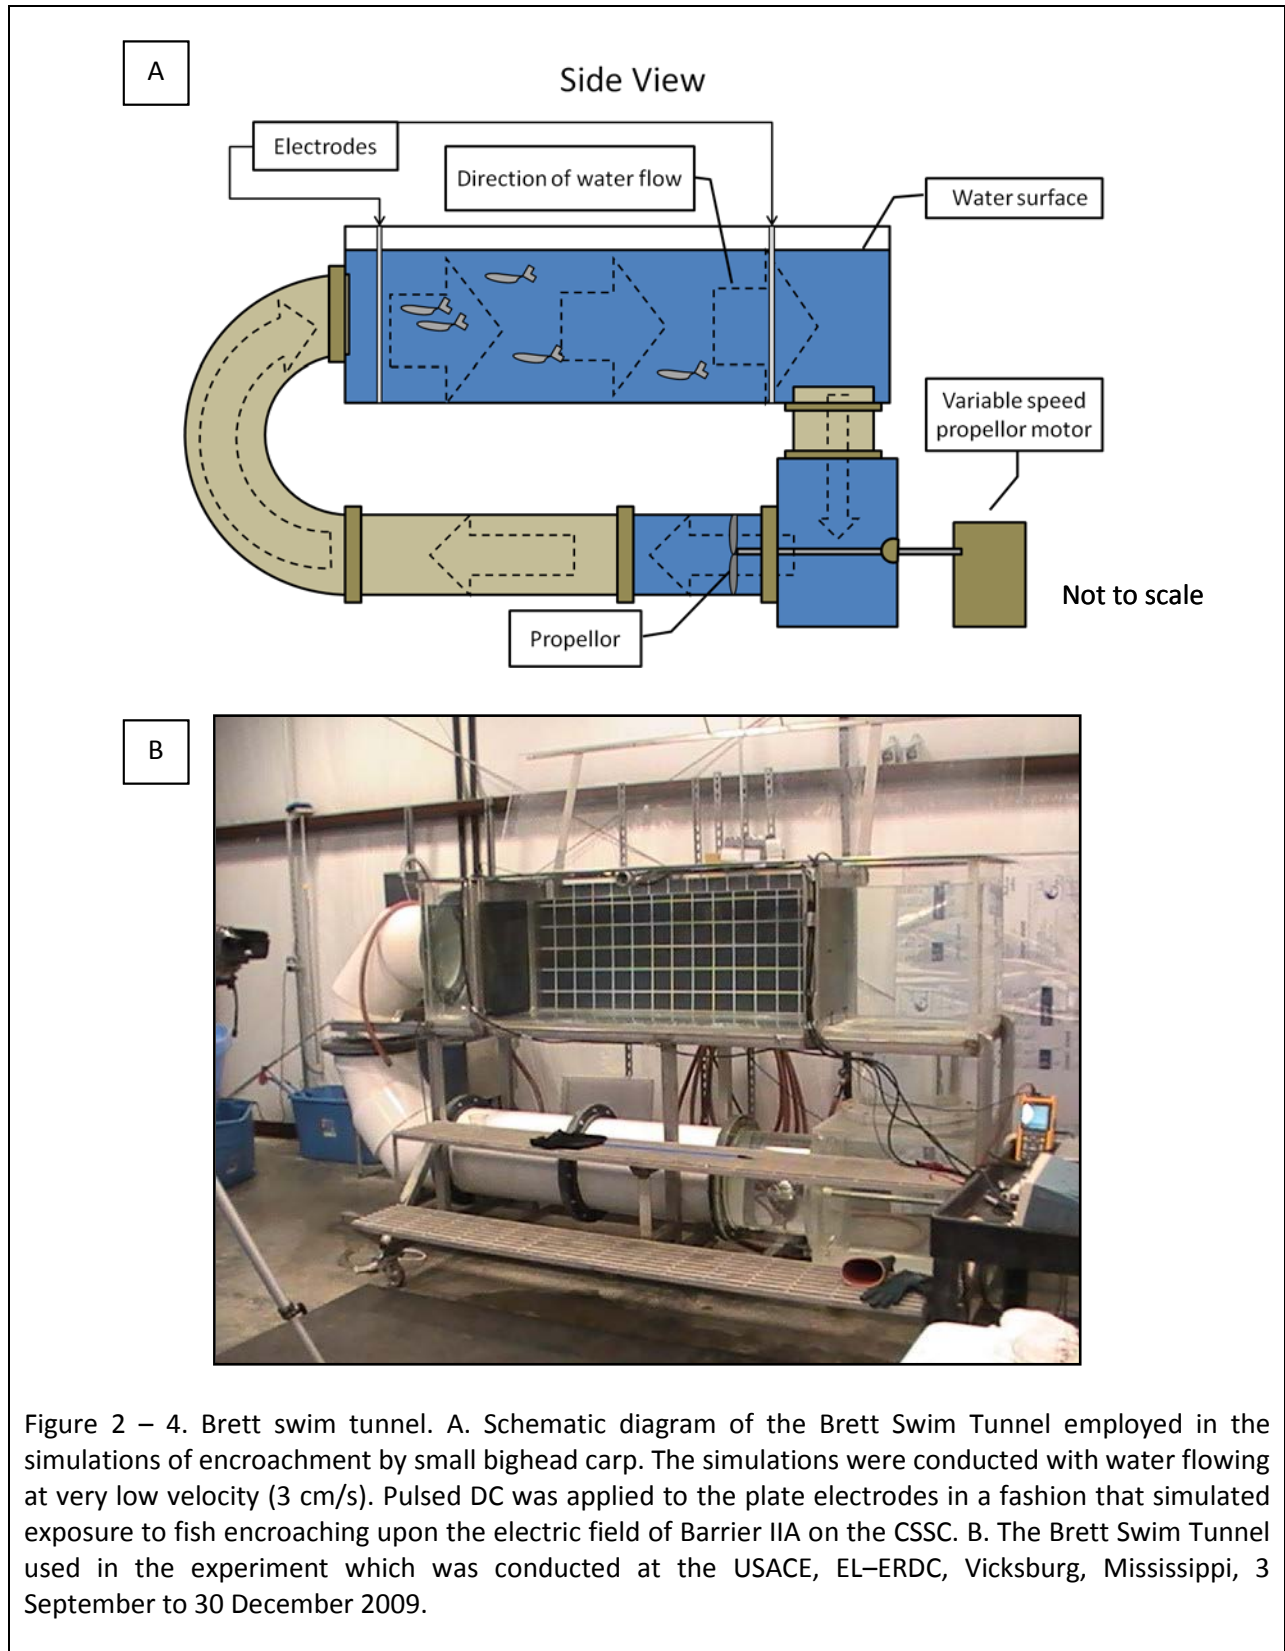 A
Side View
Electrodes
Direction of water flow
Water surface
Variable speed
propellor motor
Not to scale
Propellor
B
Figure 2 – 4. Brett swim tunnel. A. Schematic diagram of the Brett Swim Tunnel employed in the
simulations of encroachment by small bighead carp. The simulations were conducted with water flowing
at very low velocity (3 cm/s). Pulsed DC was applied to the plate electrodes in a fashion that simulated
exposure to fish encroaching upon the electric field of Barrier IIA on the CSSC. B. The Brett Swim Tunnel
used in the experiment which was conducted at the USACE, EL–ERDC, Vicksburg, Mississippi, 3
September to 30 December 2009.